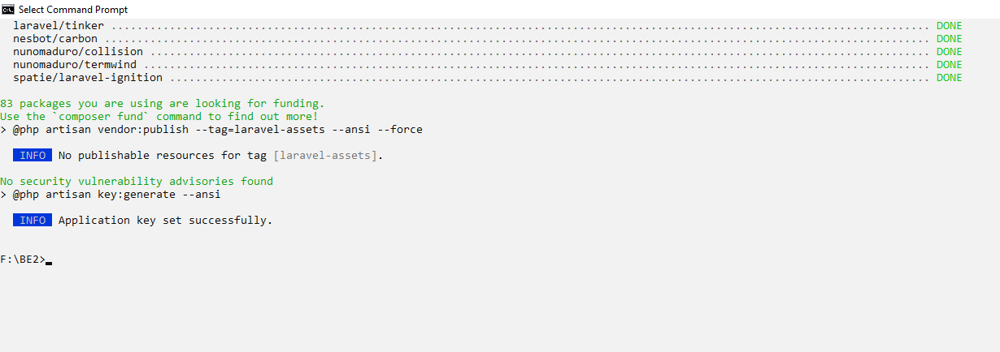 Select Command Prompt
laravel/tinker ............................................................................................................................. DONE
nesbot/carbon .............................................................................................................................. DONE
nunomaduro/collision ....................................................................................................................... DONE
nunomaduro/termwind ........................................................................................................................ DONE
spatie/laravel-ignition .................................................................................................................... DONE
83 packages you are using are looking for funding.
Use the `composer fund` command to find out more!
> @php artisan vendor:publish --tag=laravel-assets --ansi --force
INFO No publishable resources for tag [laravel-assets].
No security vulnerability advisories found
> @php artisan key:generate --ansi
INFO Application key set successfully.
F:\BE2>